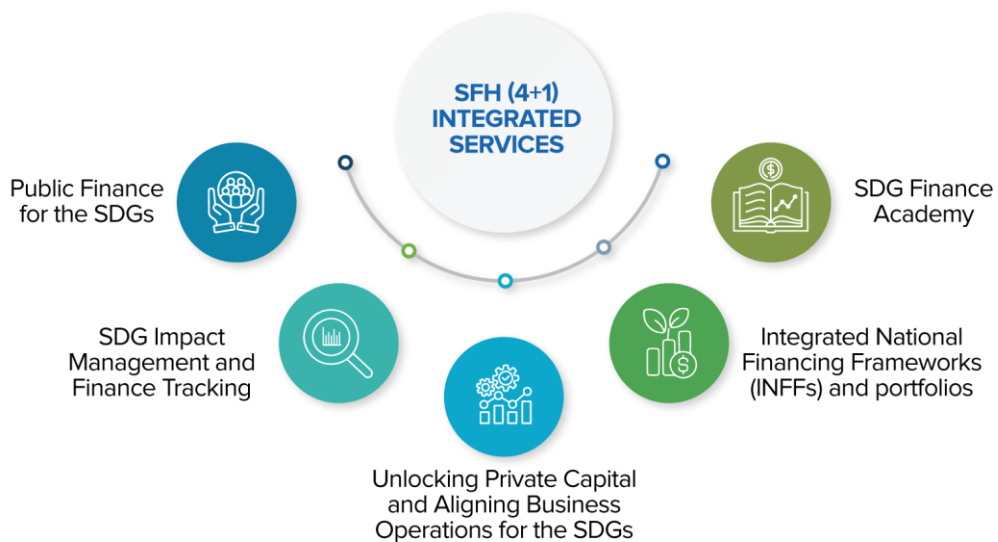 SFH (4+1)
INTEGRATED
SERVICES
Public Finance
for the SDGs
SDG Impact
Management and
Finance Tracking
Unlocking Private Capital
and Aligning Business
Operations for the SDGs
Integrated National
Financing Frameworks
(INFFs) and portfolios
SDG Finance
Academy